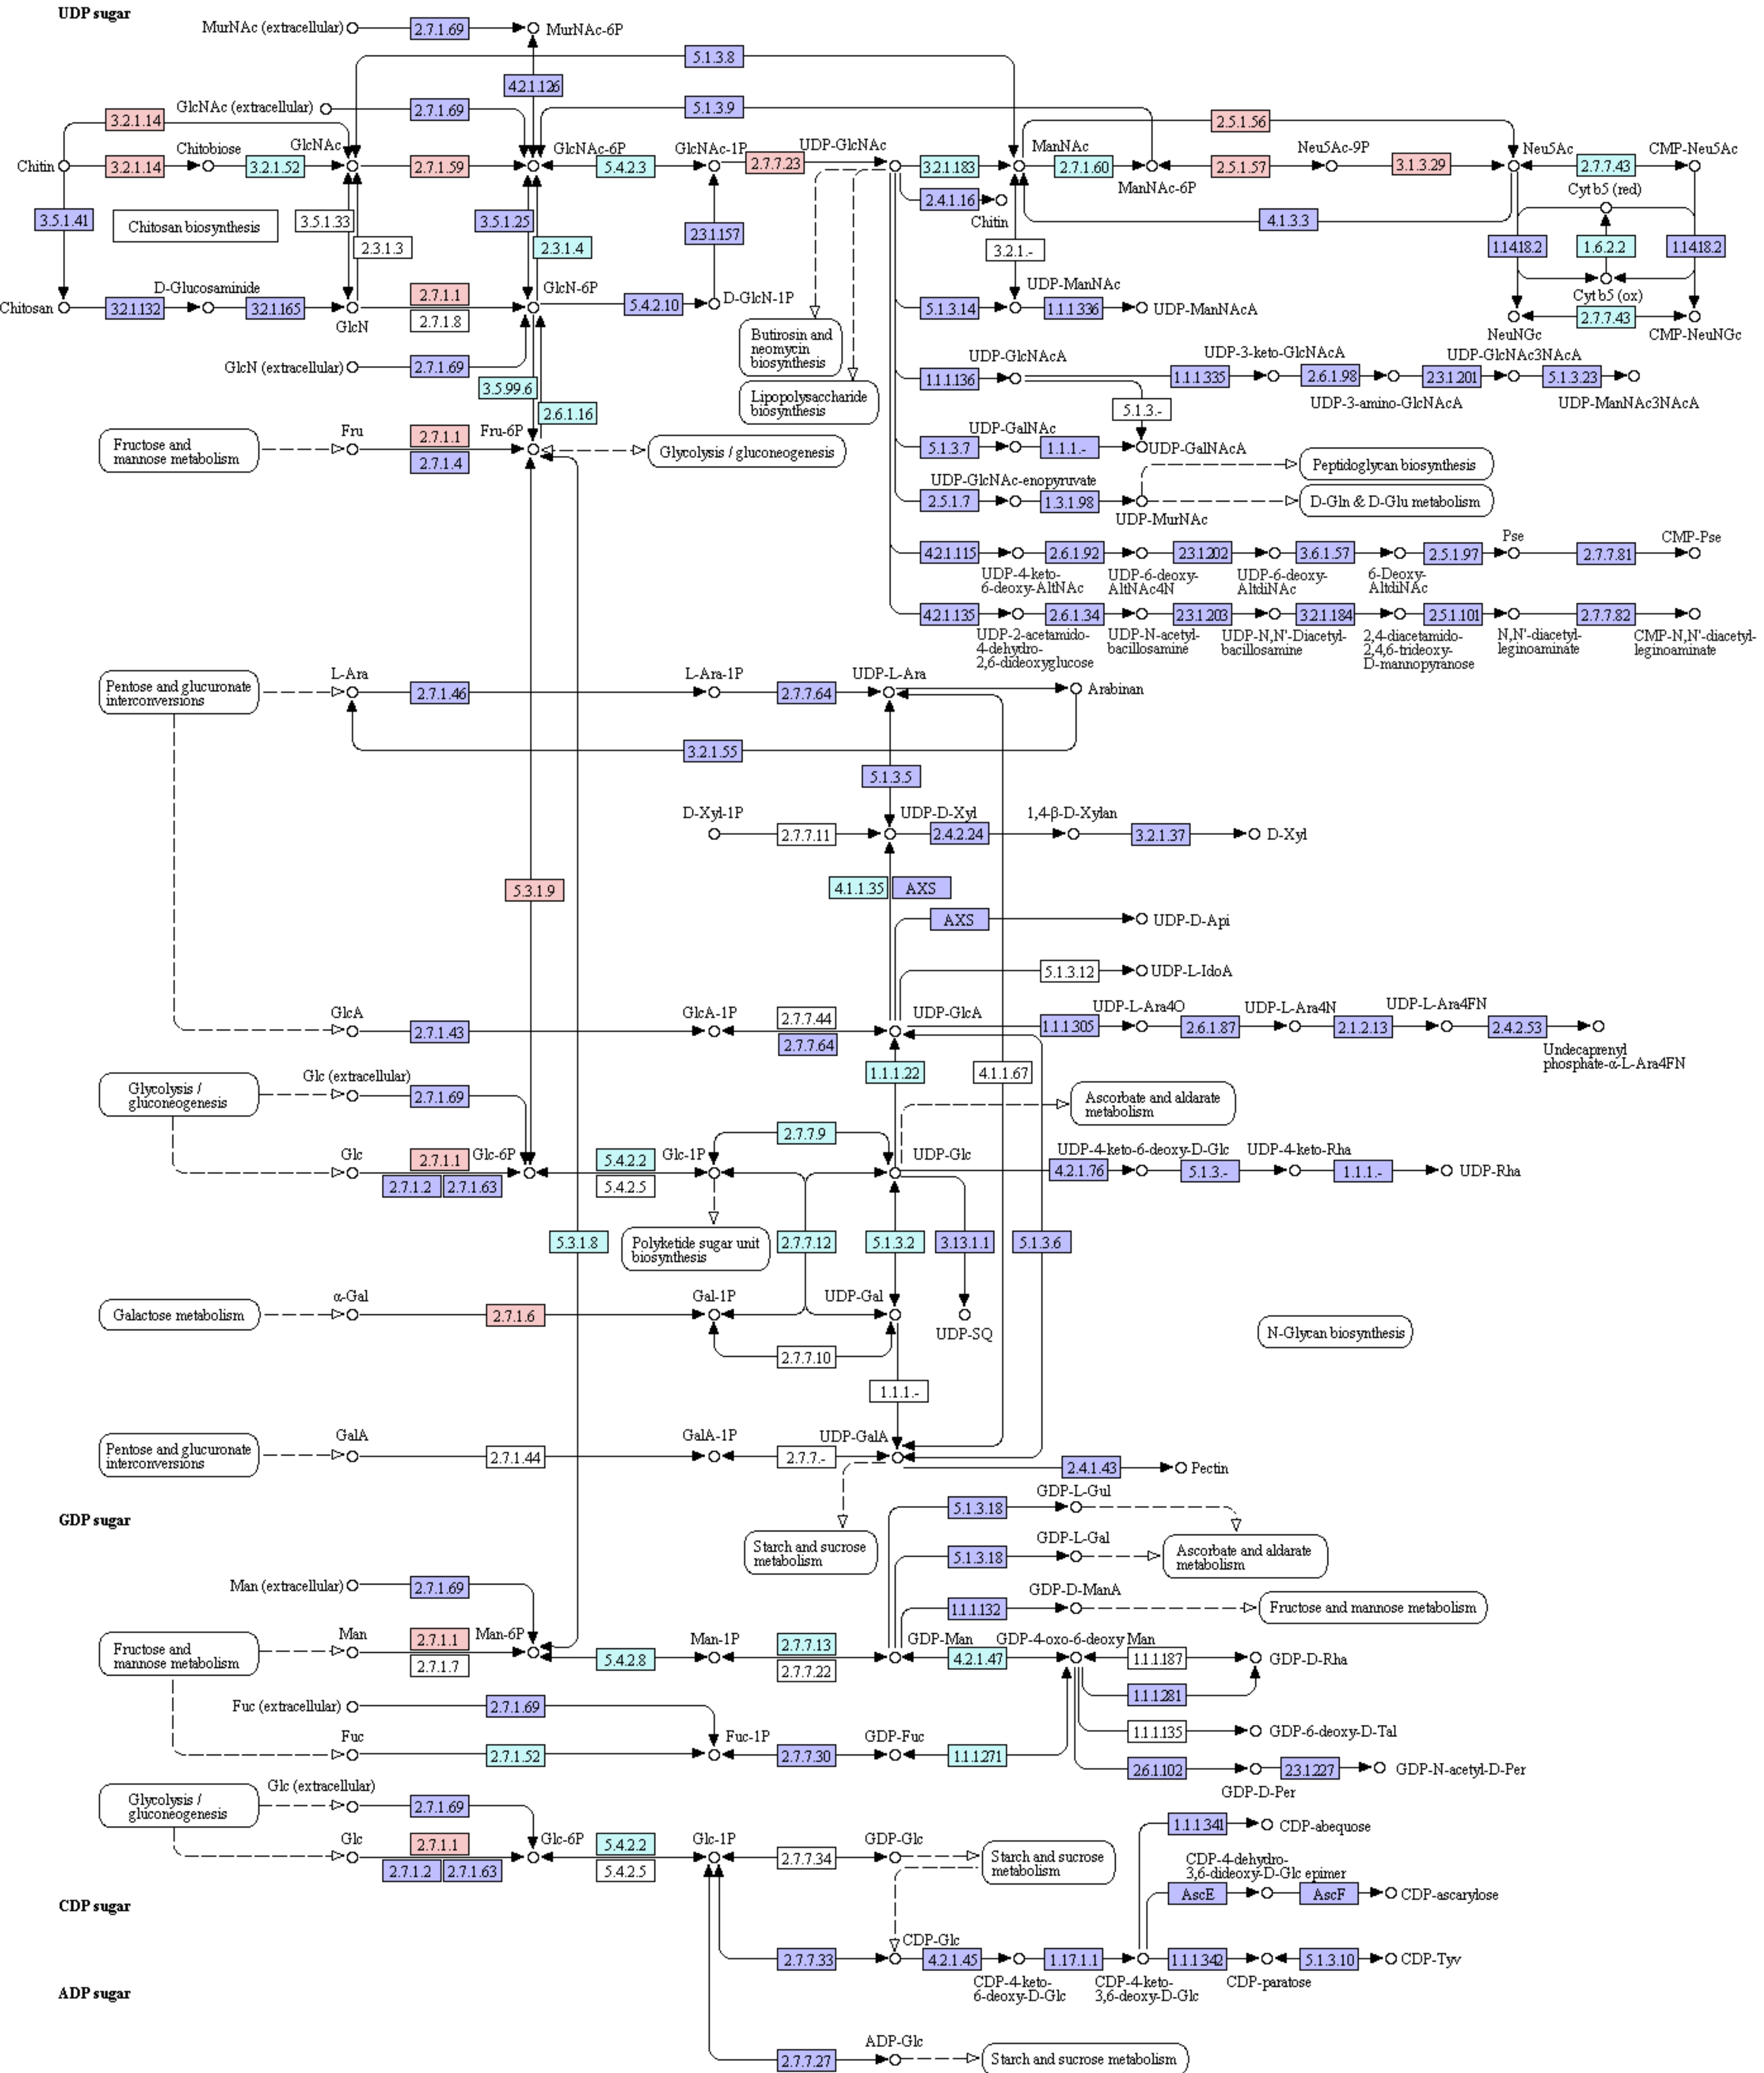 UDP sugar
MurNAc (extracellular)
2.7.1.69
MurNAc-6P
5.1.3.8
4.2.1.126
GlcNAc (extracellular)
2.7.1.69
5.1.3.9
3.2.1.14
2.5.1.56
Chitin
3.2.1.14
Chitobiose
3.2.1.52
GlcNAc
2.7.1.59
GlcNAc-6P
5.4.2.3
GlcNAc-1P
2.7.7.23
UDP-GlcNAc
3.2.1.183
ManNAc
2.7.1.60
ManNAc-6P
2.5.1.57
Neu5Ac-9P
3.1.3.29
Neu5Ac
2.7.7.43
CMP-Neu5Ac
Cyt b5 (red)
2.4.1.16
Chitin
4.1.3.3
3.5.1.41
Chitosan biosynthesis
3.5.1.33
2.3.1.3
3.5.1.25
2.3.1.4
2.3.1.157
3.2.1.-
1.14.18.2
1.6.2.2
1.14.18.2
Cyt b5 (ox)
Chitosan
3.2.1.132
D-Glucosaminide
3.2.1.165
GlcN
2.7.1.1
2.7.1.8
GlcN-6P
5.4.2.10
D-GlcN-1P
5.1.3.14
UDP-ManNAc
1.1.1.336
UDP-ManNAcA
NeuNGc
2.7.7.43
CMP-NeuNGc
Butirosin and
neomycin
biosynthesis
Lipopolysaccharide
biosynthesis
GlcN (extracellular)
2.7.1.69
3.5.99.6
2.6.1.16
UDP-GlcNAcA
1.1.1.136
1.1.1.335
UDP-3-keto-GlcNAcA
2.6.1.98
UDP-3-amino-GlcNAcA
2.3.1.201
UDP-GlcNAc3NAcA
5.1.3.23
UDP-ManNAc3NAcA
5.1.3.-
Fructose and
mannose metabolism
Fru
2.7.1.1
2.7.1.4
Fru-6P
Glycolysis / gluconeogenesis
5.1.3.7
UDP-GalNAc
1.1.1.-
UDP-GalNAcA
Peptidoglycan biosynthesis
UDP-GlcNAc-enopyruvate
2.5.1.7
1.3.1.98
UDP-MurNAc
D-Gln & D-Glu metabolism
4.2.1.115
UDP-4-keto-
6-deoxy-AltNAc
2.6.1.92
UDP-6-deoxy-
AltNAc4N
2.3.1.202
UDP-6-deoxy-
AltdiNAc
3.6.1.57
6-Deoxy-
AltdiNAc
2.5.1.97
Pse
2.7.7.81
CMP-Pse
4.2.1.135
UDP-2-acetamido-
4-dehydro-
2,6-dideoxyglucose
2.6.1.34
UDP-N-acetyl-
bacillosamine
2.3.1.203
UDP-N,N'-Diacetyl-
bacillosamine
3.2.1.184
2,4-diacetamido-
2,4,6-trideoxy-
D-mannopyranose
2.5.1.101
N,N'-diacetyl-
leginoaminate
2.7.7.82
CMP-N,N'-diacetyl-
leginoaminate
Pentose and glucuronate
interconversions
L-Ara
2.7.1.46
L-Ara-1P
2.7.7.64
UDP-L-Ara
Arabinan
3.2.1.55
5.1.3.5
D-Xyl-1P
2.7.7.11
UDP-D-Xyl
2.4.2.24
1,4-β-D-Xylan
3.2.1.37
D-Xyl
5.3.1.9
4.1.1.35
AXS
AXS
UDP-D-Api
5.1.3.12
UDP-L-IdoA
GlcA
2.7.1.43
GlcA-1P
2.7.7.44
2.7.7.64
UDP-GlcA
1.1.1.305
UDP-L-Ara4O
2.6.1.87
UDP-L-Ara4N
2.1.2.13
UDP-L-Ara4FN
2.4.2.53
Undecaprenyl
phosphate-α-L-Ara4FN
Glycolysis /
gluconeogenesis
Glc (extracellular)
2.7.1.69
1.1.1.22
4.1.1.67
Ascorbate and aldarate
metabolism
2.7.7.9
Glc
2.7.1.1
2.7.1.2
2.7.1.63
Glc-6P
5.4.2.2
5.4.2.5
Glc-1P
UDP-Glc
4.2.1.76
UDP-4-keto-6-deoxy-D-Glc
5.1.3.-
UDP-4-keto-Rha
1.1.1.-
UDP-Rha
5.3.1.8
Polyketide sugar unit
biosynthesis
2.7.7.12
5.1.3.2
3.13.1.1
5.1.3.6
Galactose metabolism
α-Gal
2.7.1.6
Gal-1P
UDP-Gal
UDP-SQ
N-Glycan biosynthesis
2.7.7.10
1.1.1.-
Pentose and glucuronate
interconversions
GalA
2.7.1.44
GalA-1P
2.7.7.-
UDP-GalA
2.4.1.43
Pectin
GDP sugar
Starch and sucrose
metabolism
5.1.3.18
GDP-L-Gul
5.1.3.18
GDP-L-Gal
Ascorbate and aldarate
metabolism
Man (extracellular)
2.7.1.69
1.1.1.132
GDP-D-ManA
Fructose and mannose metabolism
Fructose and
mannose metabolism
Man
2.7.1.1
2.7.1.7
Man-6P
5.4.2.8
Man-1P
2.7.7.13
2.7.7.22
GDP-Man
4.2.1.47
GDP-4-oxo-6-deoxy Man
1.1.1.187
GDP-D-Rha
1.1.1.281
Fuc (extracellular)
2.7.1.69
1.1.1.135
GDP-6-deoxy-D-Tal
Fuc
2.7.1.52
Fuc-1P
2.7.7.30
GDP-Fuc
1.1.1.271
2.6.1.102
GDP-D-Per
2.3.1.227
GDP-N-acetyl-D-Per
Glycolysis /
gluconeogenesis
Glc (extracellular)
2.7.1.69
Glc
2.7.1.1
2.7.1.2
2.7.1.63
Glc-6P
5.4.2.2
5.4.2.5
Glc-1P
2.7.7.34
GDP-Glc
Starch and sucrose
metabolism
1.1.1.341
CDP-abequose
CDP-4-dehydro-
3,6-dideoxy-D-Glc epimer
AscE
AscF
CDP-ascarylose
CDP sugar
2.7.7.33
CDP-Glc
4.2.1.45
CDP-4-keto-
6-deoxy-D-Glc
1.17.1.1
CDP-4-keto-
3,6-deoxy-D-Glc
1.1.1.342
CDP-paratose
5.1.3.10
CDP-Tyv
ADP sugar
2.7.7.27
ADP-Glc
Starch and sucrose metabolism